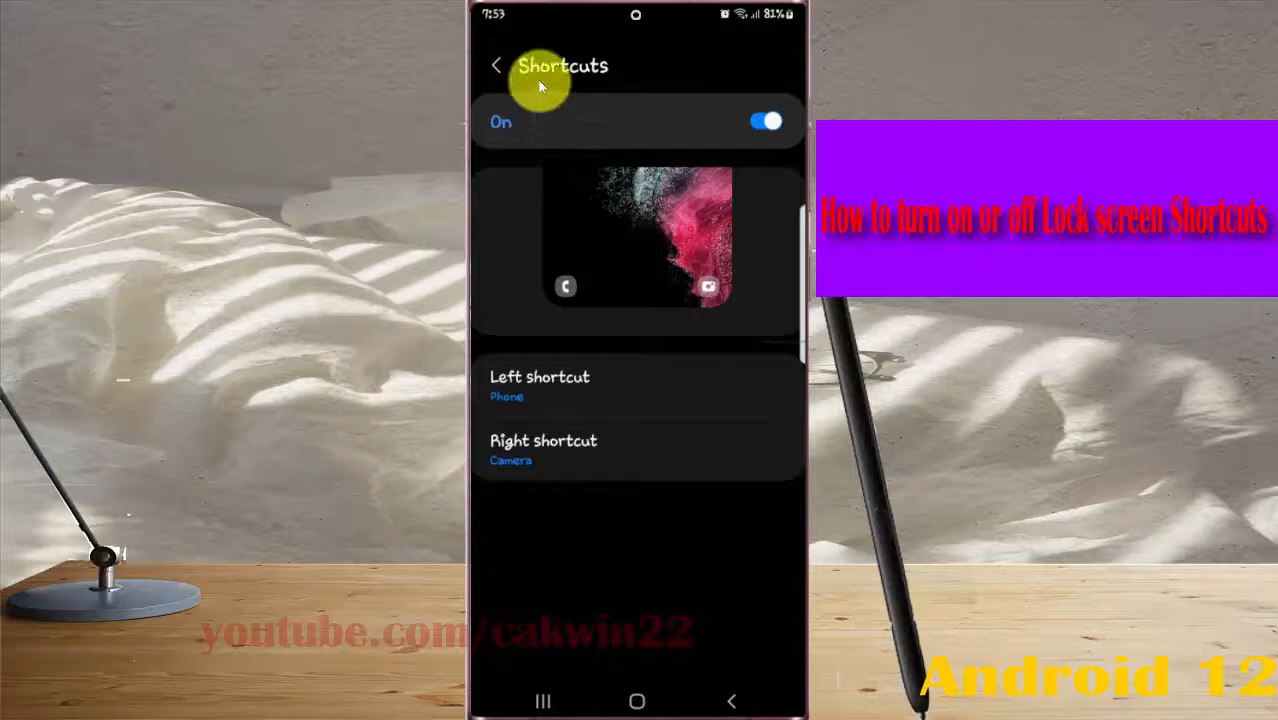 7:53
81%
Shortcuts
On
How to turn on or off Lock screen Shortcuts
Left shortcut
Phone
Right shortcut
Camera
youtube.com/cakwin22
Android 12